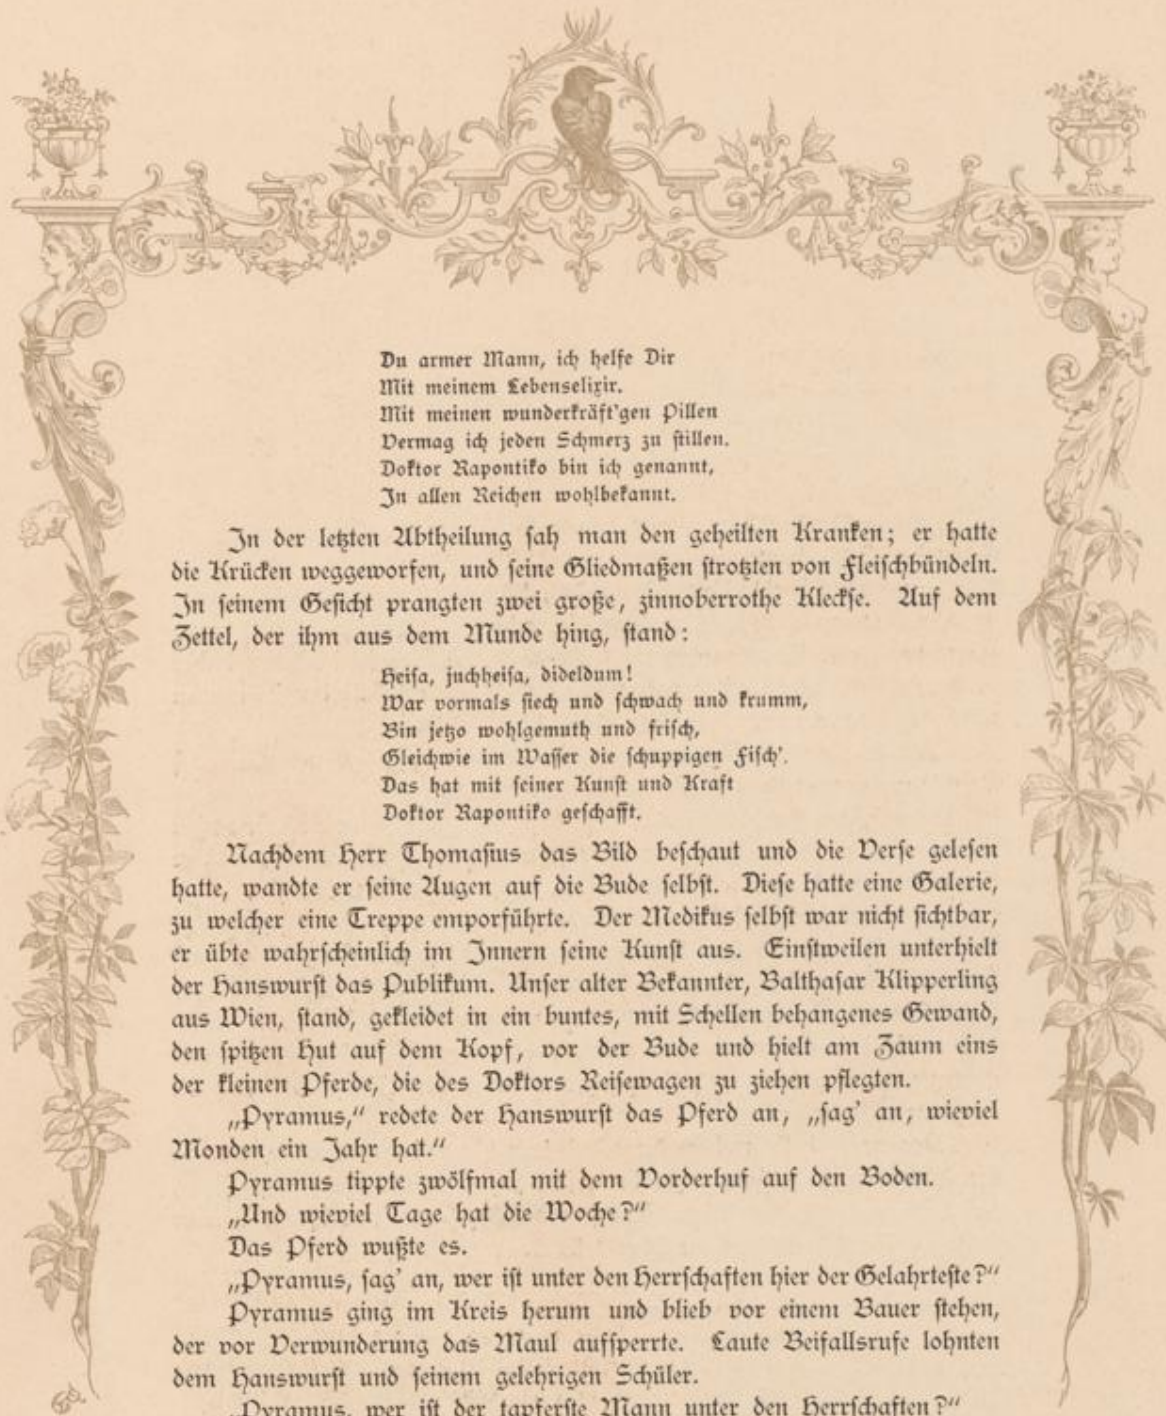 Du armer Mann, ich helfe Dir
Mit meinem Lebenselixir.
Mit meinen wunderkräft'gen Pillen
Vermag ich jeden Schmerz zu stillen.
Doktor Rapontiko bin ich genannt,
In allen Reichen wohlbekannt.
In der letzten Abtheilung sah man den geheilten Kranken; er hatte
die Krücken weggeworfen, und seine Gliedmaßen strotzten von Fleischbündeln.
In seinem Gesicht prangten zwei große, zinnoberrothe Kleckse. Auf dem
Zettel, der ihm aus dem Munde hing, stand:
Heisa, juchheisa, dideldum!
War vormals siech und schwach und krumm,
Bin jetzo wohlgemuth und frisch,
Gleichwie im Wasser die schuppigen Fisch'.
Das hat mit seiner Kunst und Kraft
Doktor Rapontiko geschafft.
Nachdem Herr Thomasius das Bild beschaut und die Verse gelesen
hatte, wandte er seine Augen auf die Bude selbst. Diese hatte eine Galerie,
zu welcher eine Treppe emporführte. Der Medikus selbst war nicht sichtbar,
er übte wahrscheinlich im Innern seine Kunst aus. Einstweilen unterhielt
der Hanswurst das Publikum. Unser alter Bekannter, Balthasar Klipperling
aus Wien, stand, gekleidet in ein buntes, mit Schellen behangenes Gewand,
den spitzen Hut auf dem Kopf, vor der Bude und hielt am Zaum eins
der kleinen Pferde, die des Doktors Reisewagen zu ziehen pflegten.
„Pyramus,“ redete der Hanswurst das Pferd an, „sag' an, wieviel
Monden ein Jahr hat.“
Pyramus tippte zwölfmal mit dem Vorderhuf auf den Boden.
„Und wieviel Tage hat die Woche?“
Das Pferd wußte es.
„Pyramus, sag' an, wer ist unter den Herrschaften hier der Gelahrteste?“
Pyramus ging im Kreis herum und blieb vor einem Bauer stehen,
der vor Verwunderung das Maul aufsperrte. Laute Beifallsrufe lohnten
dem Hanswurst und seinem gelehrigen Schüler.
„Pyramus, wer ist der tapferste Mann unter den Herrschaften?“